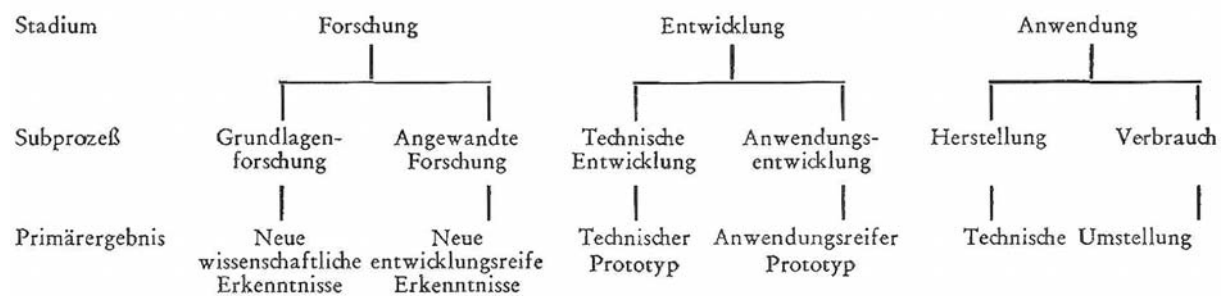 Stadium Forschung Entwicklung Anwendung
Subprozeß Grundlagen- Angewandte Technische Anwendungs- Herstellung Verbrauch
forschung Forschung Entwicklung entwicklung
Primärergebnis Neue Neue Technischer Anwendungsreifer Technische Umstellung
wissenschaftliche entwicklungsreife Prototyp Prototyp
Erkenntnisse Erkenntnisse